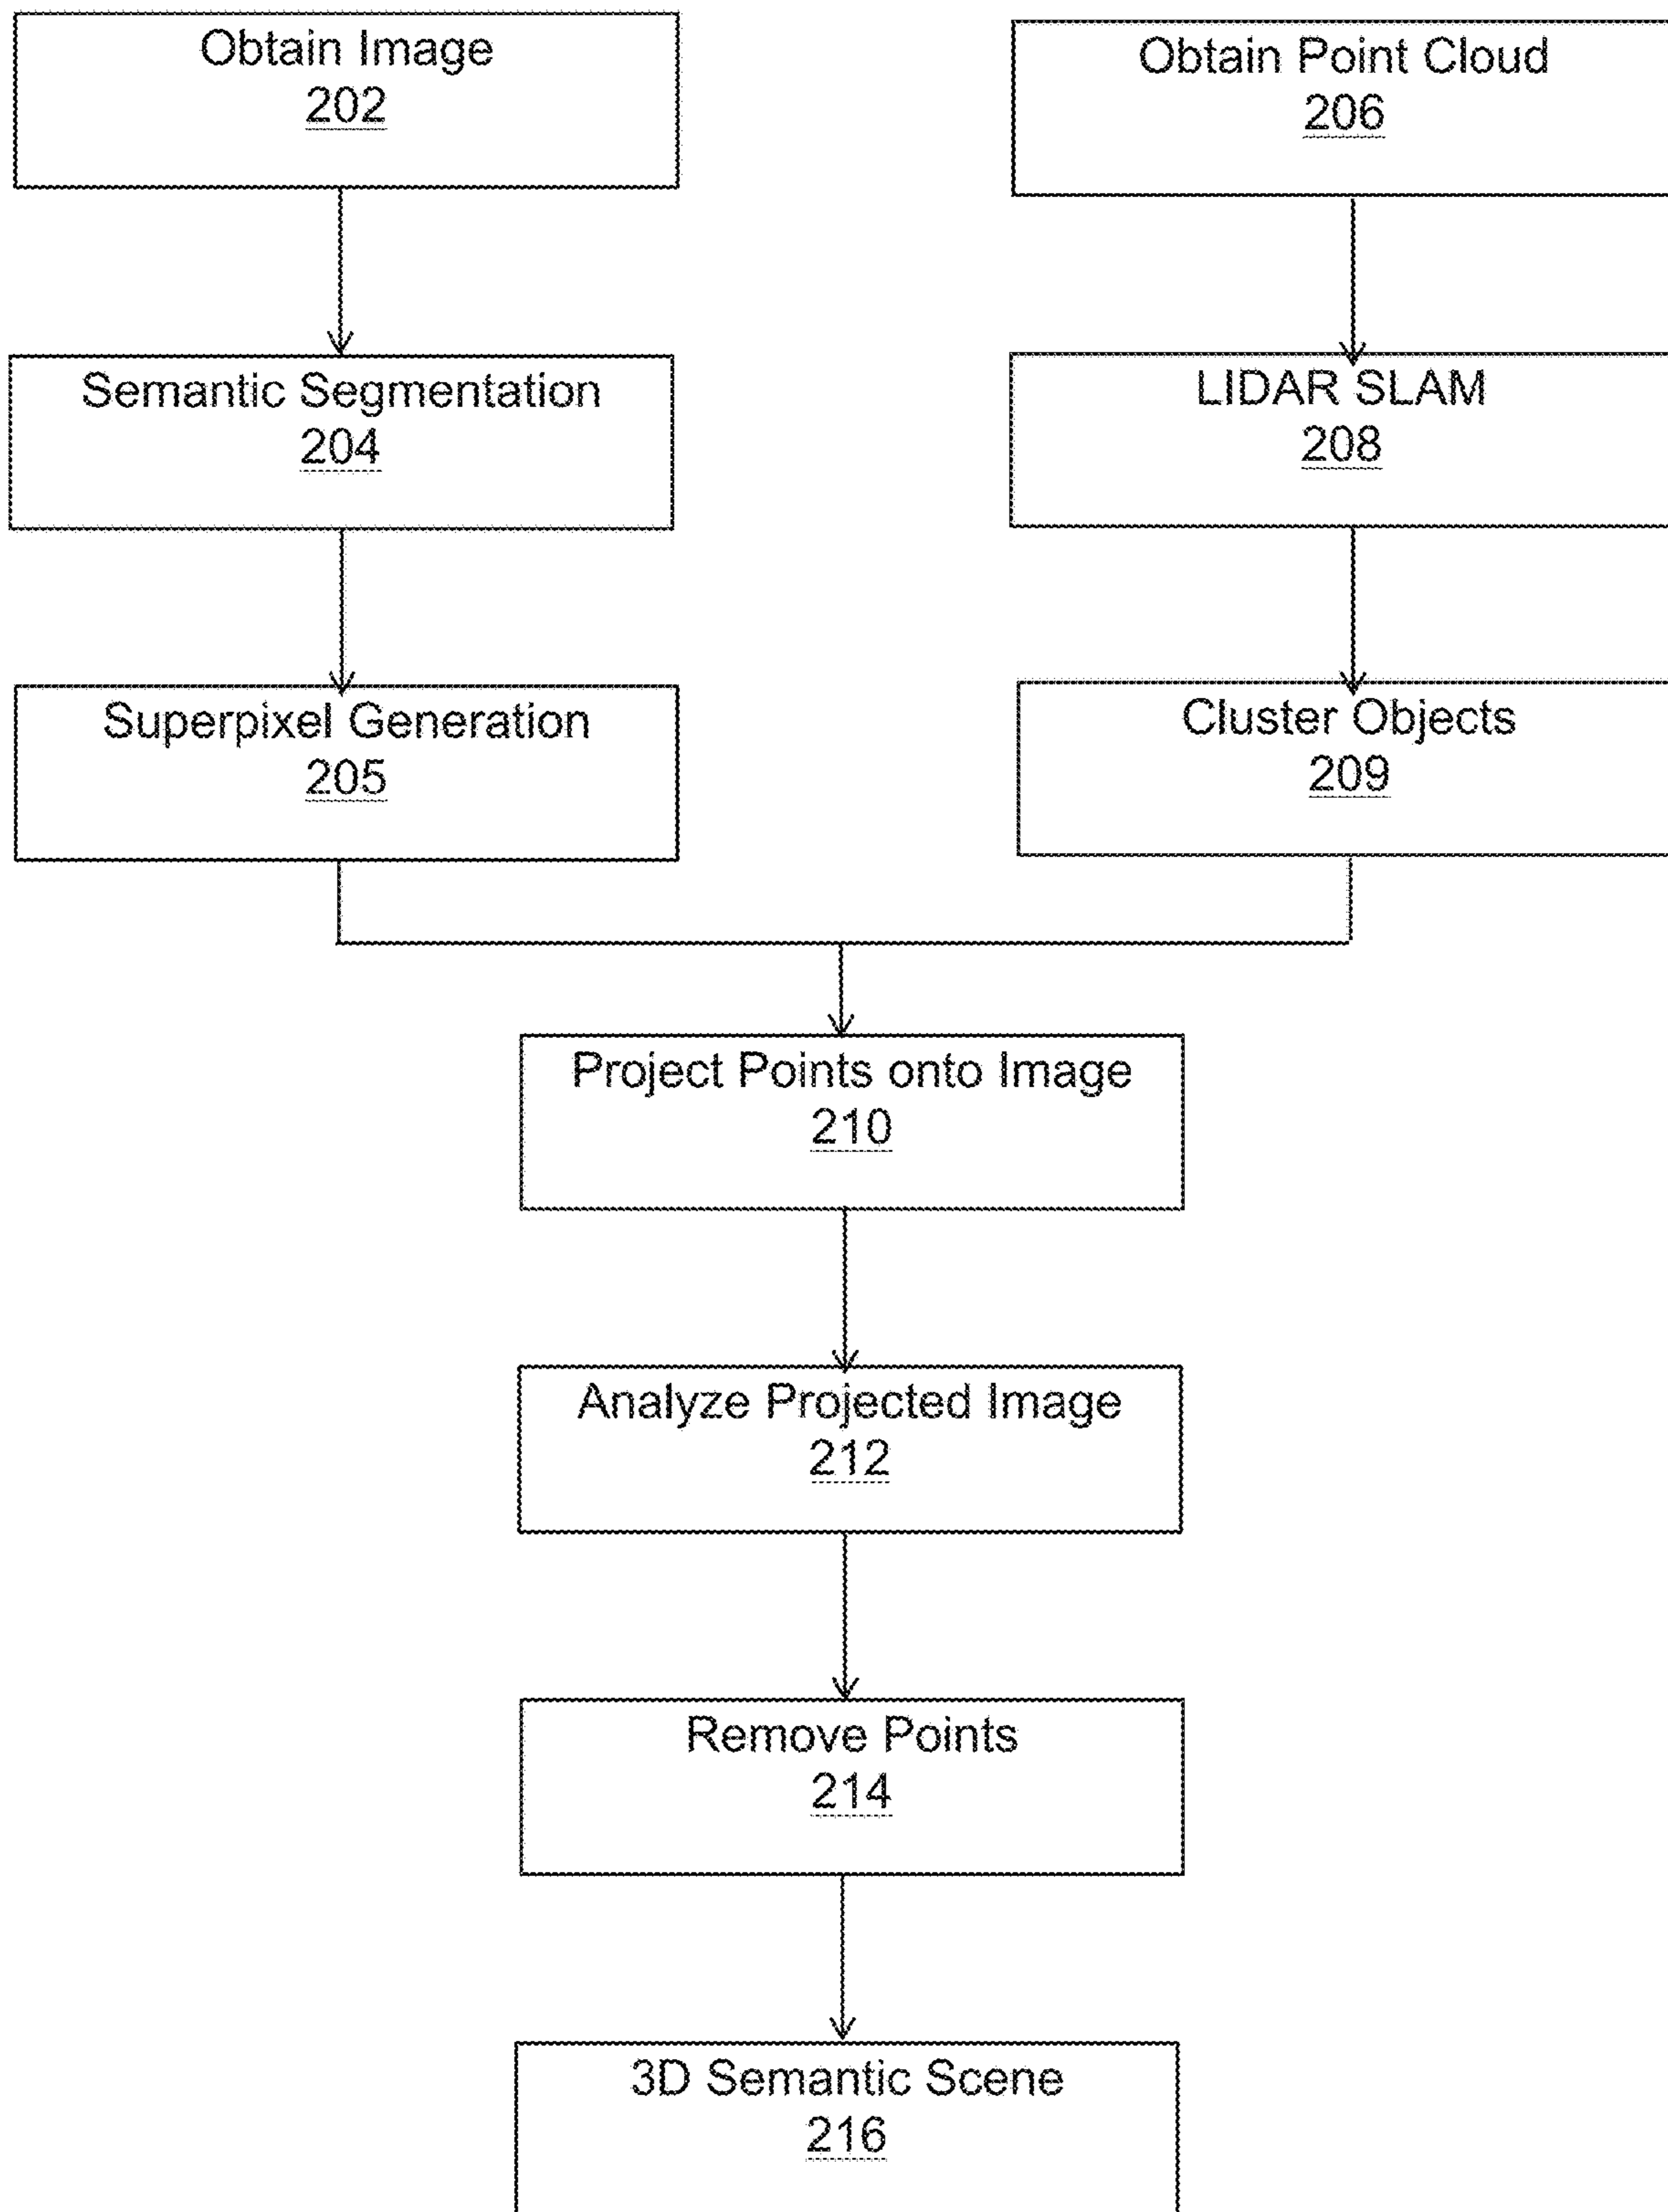 Obtain Image
202
Obtain Point Cloud
206
Semantic Segmentation
204
LIDAR SLAM
208
Superpixel Generation
205
Cluster Objects
209
Project Points onto Image
210
Analyze Projected Image
212
Remove Points
214
3D Semantic Scene
216